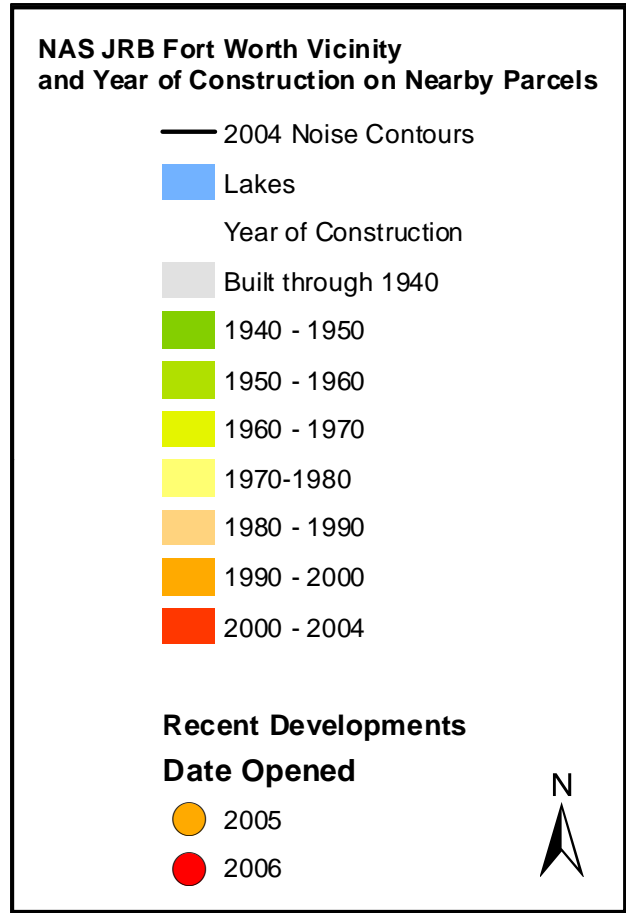 NAS JRB Fort Worth Vicinity
and Year of Construction on Nearby Parcels
2004 Noise Contours
Lakes
Year of Construction
Built through 1940
1940 - 1950
1950 - 1960
1960 - 1970
1970-1980
1980 - 1990
1990 - 2000
2000 - 2004
Recent Developments
Date Opened
2005
2006
N